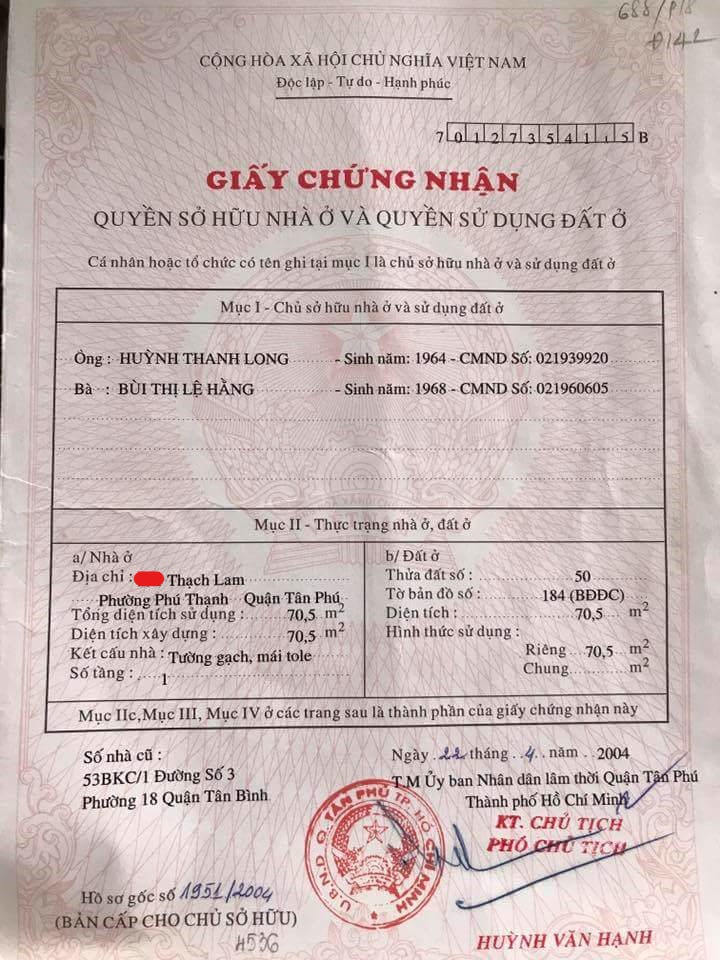 688/P18
Đ142
CỘNG HÒA XÃ HỘI CHỦ NGHĨA VIỆT NAM
Độc lập - Tự do - Hạnh phúc
7 0 1 2 7 3 5 4 1 1 5 B
GIẤY CHỨNG NHẬN
QUYỀN SỞ HỮU NHÀ Ở VÀ QUYỀN SỬ DỤNG ĐẤT Ở
Cá nhân hoặc tổ chức có tên ghi tại mục I là chủ sở hữu nhà ở và sử dụng đất ở
Mục I - Chủ sở hữu nhà ở và sử dụng đất ở
Ông : HUỲNH THANH LONG - Sinh năm: 1964 - CMND Số: 021939920
Bà : BÙI THỊ LỆ HẰNG - Sinh năm: 1968 - CMND Số: 021960605
Mục II - Thực trạng nhà ở, đất ở
a/ Nhà ở
Địa chỉ : Thạch Lam
Phường Phú Thạnh Quận Tân Phú
Tổng diện tích sử dụng : 70,5 m2
Diện tích xây dựng : 70,5 m2
Kết cấu nhà : Tường gạch, mái tole
Số tầng : 1
b/ Đất ở
Thửa đất số : 50
Tờ bản đồ số : 184 (BĐĐC)
Diện tích : 70,5 m2
Hình thức sử dụng :
Riêng 70,5 m2
Chung m2
Mục IIc,Mục III, Mục IV ở các trang sau là thành phần của giấy chứng nhận này
Số nhà cũ :
53BKC/1 Đường Số 3
Phường 18 Quận Tân Bình
Ngày 22 tháng 4 năm 2004
T.M Ủy ban Nhân dân lâm thời Quận Tân Phú
Thành phố Hồ Chí Minh
KT. CHỦ TỊCH
PHÓ CHỦ TỊCH
U.B.N.D Q. TÂN PHÚ T.P. HỒ CHÍ MINH
Hồ sơ gốc số 1951/2004
(BẢN CẤP CHO CHỦ SỞ HỮU)
HUỲNH VĂN HẠNH